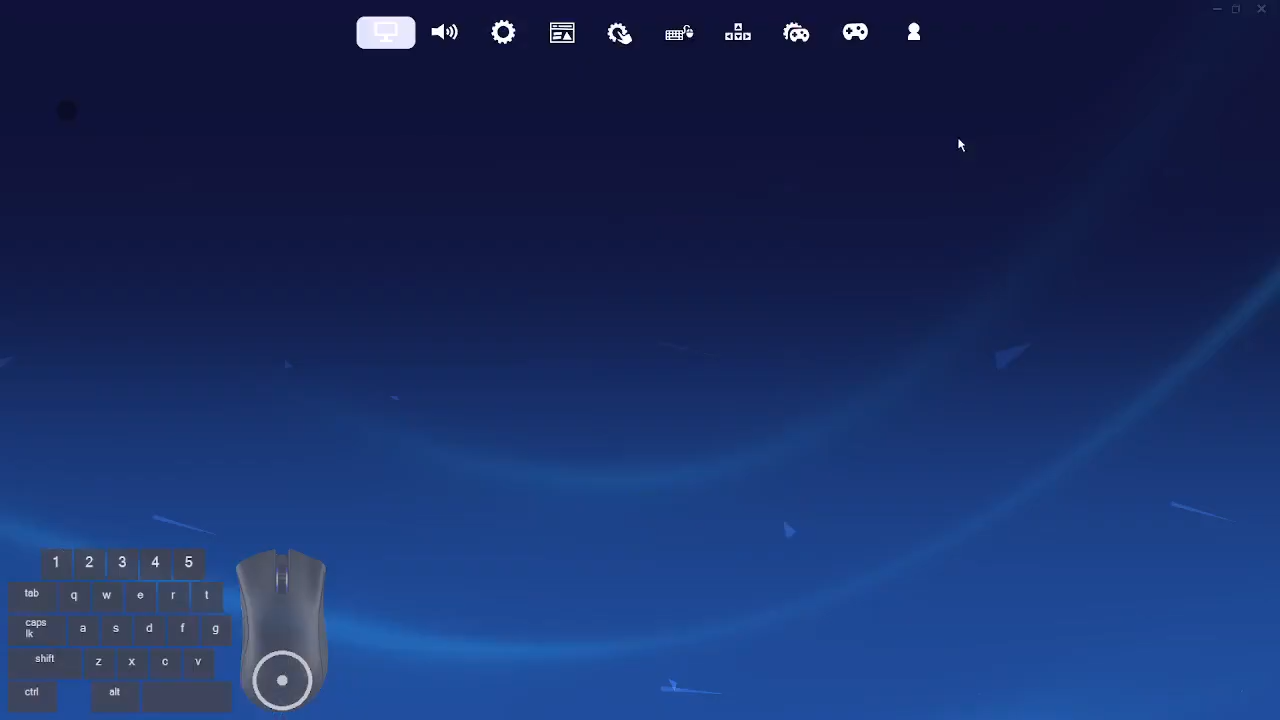 1 2 3 4 5
tab q w e r t
caps
lk a s d f g
shift z x c v
ctrl alt